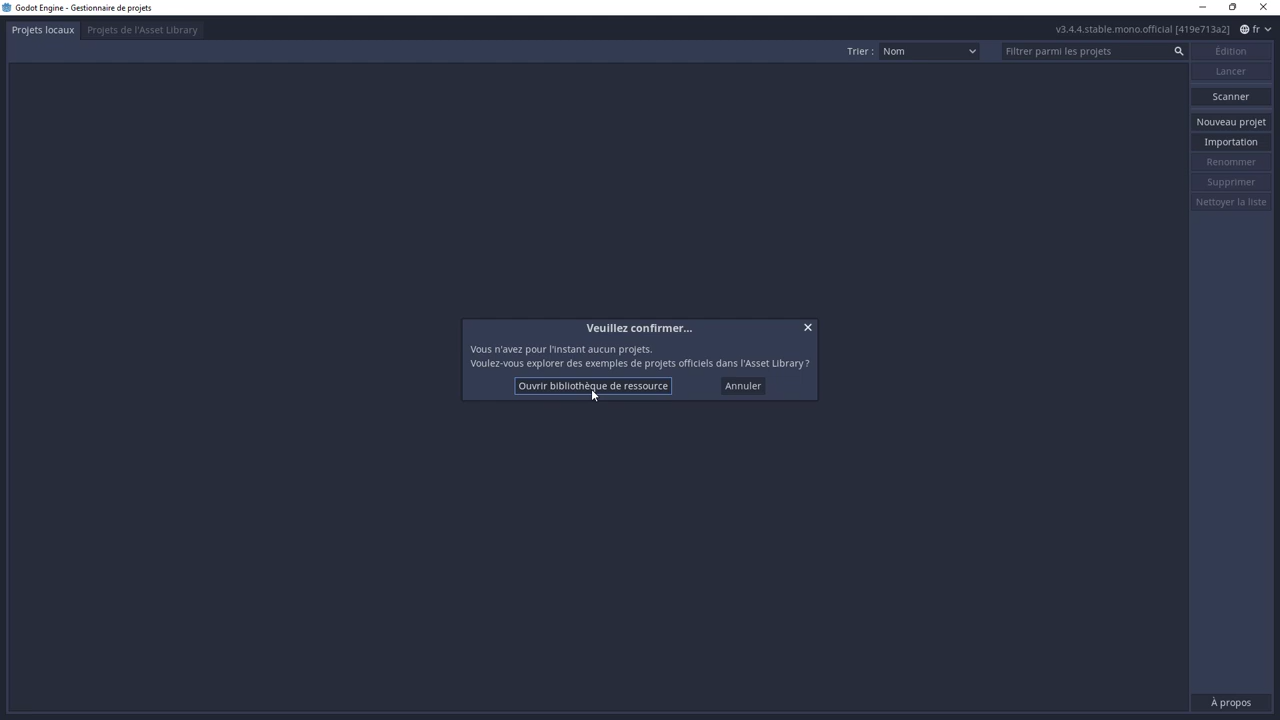 Godot Engine - Gestionnaire de projets
Projets locaux
Projets de l'Asset Library
v3.4.4.stable.mono.official [419e713a2]
fr
Trier :
Nom
Filtrer parmi les projets
Édition
Lancer
Scanner
Nouveau projet
Importation
Renommer
Supprimer
Nettoyer la liste
Veuillez confirmer...
Vous n'avez pour l'instant aucun projets.
Voulez-vous explorer des exemples de projets officiels dans l'Asset Library ?
Ouvrir bibliothèque de ressource
Annuler
À propos